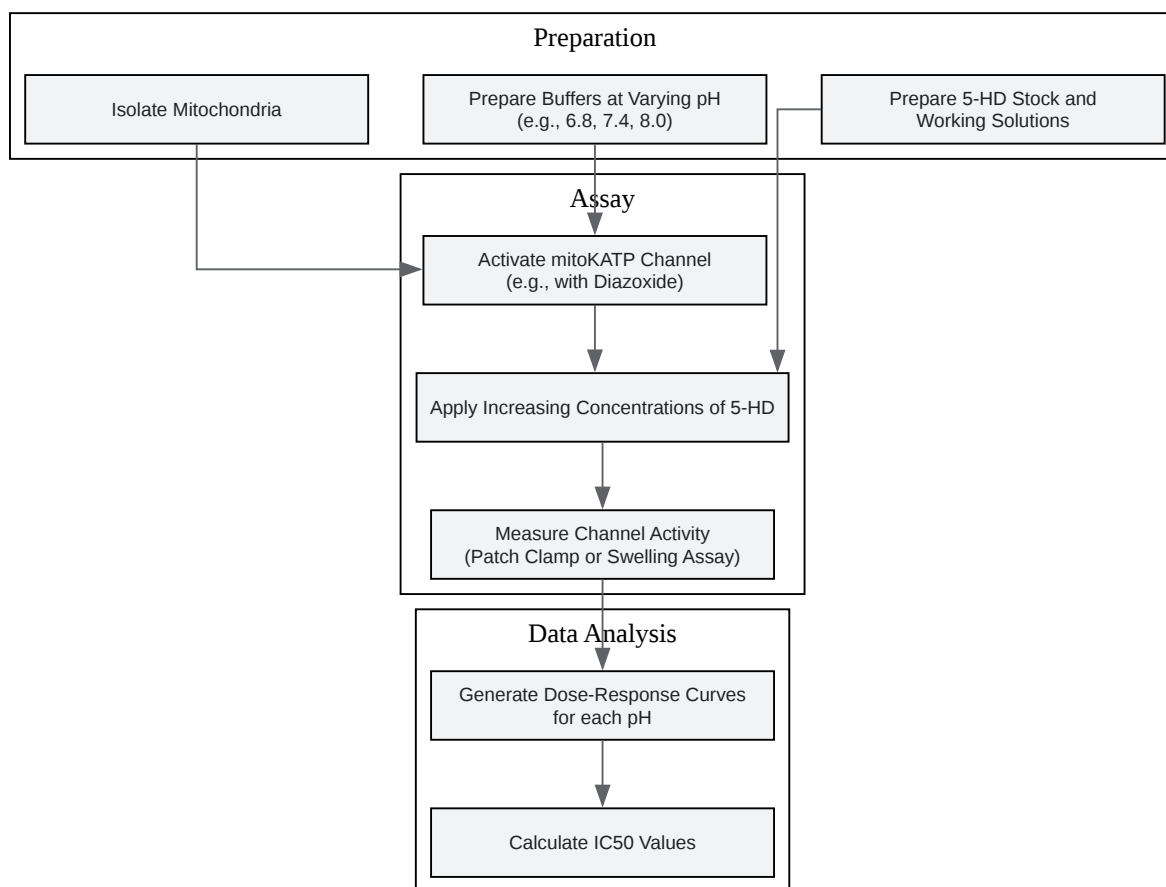 Preparation
Isolate Mitochondria
Prepare Buffers at Varying pH
(e.g., 6.8, 7.4, 8.0)
Prepare 5-HD Stock and
Working Solutions
Assay
Activate mitoKATP Channel
(e.g., with Diazoxide)
Apply Increasing Concentrations of 5-HD
Measure Channel Activity
(Patch Clamp or Swelling Assay)
Data Analysis
Generate Dose-Response Curves
for each pH
Calculate IC50 Values